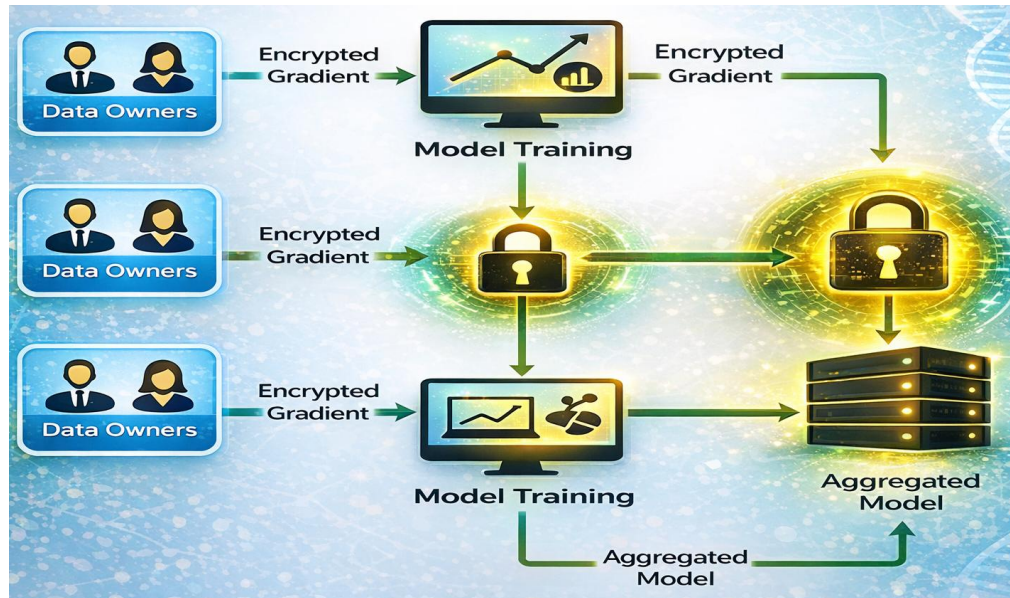 Data Owners
Encrypted
Gradient
Model Training
Encrypted
Gradient
Data Owners
Encrypted
Gradient
Data Owners
Encrypted
Gradient
Model Training
Aggregated
Model
Aggregated
Model